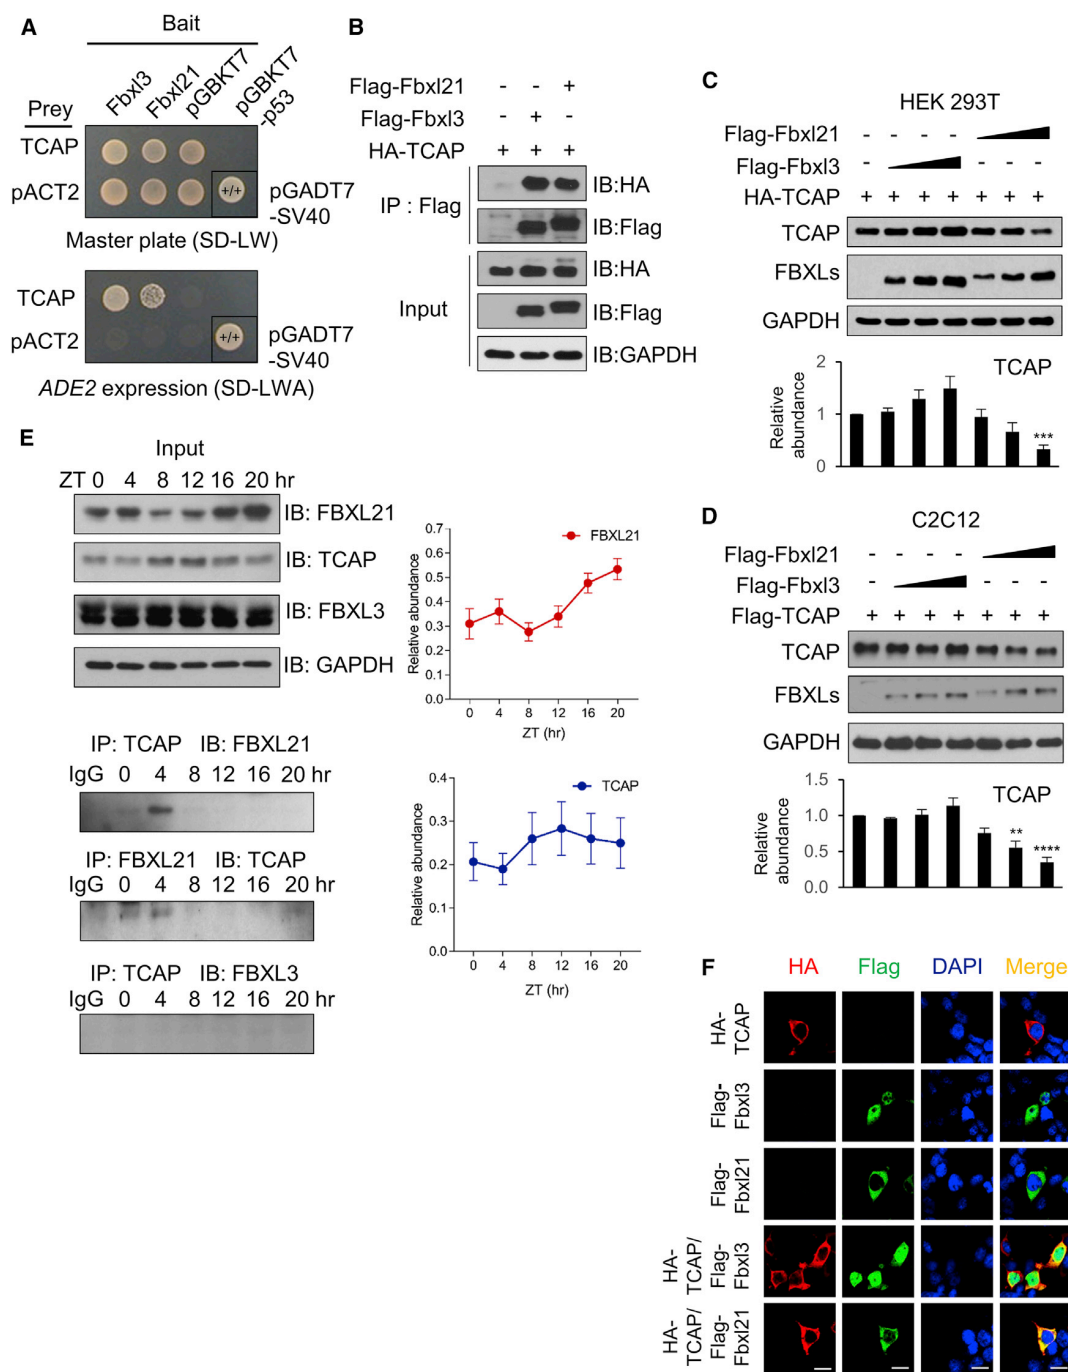 A
Bait
Fbxl3
Fbxl21
pGBKT7
pGBKT7
-p53
Prey
TCAP
pACT2
+/+
pGADT7
-SV40
Master plate (SD-LW)
TCAP
pACT2
+/+
pGADT7
-SV40
ADE2 expression (SD-LWA)
B
Flag-Fbxl21 - - +
Flag-Fbxl3 - + -
HA-TCAP + + +
IP : Flag
IB:HA
IB:Flag
Input
IB:HA
IB:Flag
IB:GAPDH
C
HEK 293T
Flag-Fbxl21 - - - -
Flag-Fbxl3 - - - -
HA-TCAP + + + + + + +
TCAP
FBXLs
GAPDH
TCAP
Relative
abundance
2
1
0
***
D
C2C12
Flag-Fbxl21 - - - -
Flag-Fbxl3 - - - -
Flag-TCAP + + + + + + +
TCAP
FBXLs
GAPDH
TCAP
Relative
abundance
1.5
1.0
0.5
0.0
**
****
E
Input
ZT 0 4 8 12 16 20 hr
IB: FBXL21
IB: TCAP
IB: FBXL3
IB: GAPDH
IP: TCAP IB: FBXL21
IgG 0 4 8 12 16 20 hr
IP: FBXL21 IB: TCAP
IgG 0 4 8 12 16 20 hr
IP: TCAP IB: FBXL3
IgG 0 4 8 12 16 20 hr
FBXL21
Relative abundance
0.7
0.6
0.5
0.4
0.3
0.2
0.1
0.0
0 4 8 12 16 20
ZT (hr)
TCAP
Relative abundance
0.4
0.3
0.2
0.1
0.0
0 4 8 12 16 20
ZT (hr)
F
HA Flag DAPI Merge
HA-
TCAP
Flag-
Fbxl3
Flag-
Fbxl21
HA-
TCAP/
Flag-
Fbxl3
HA-
TCAP/
Flag-
Fbxl21